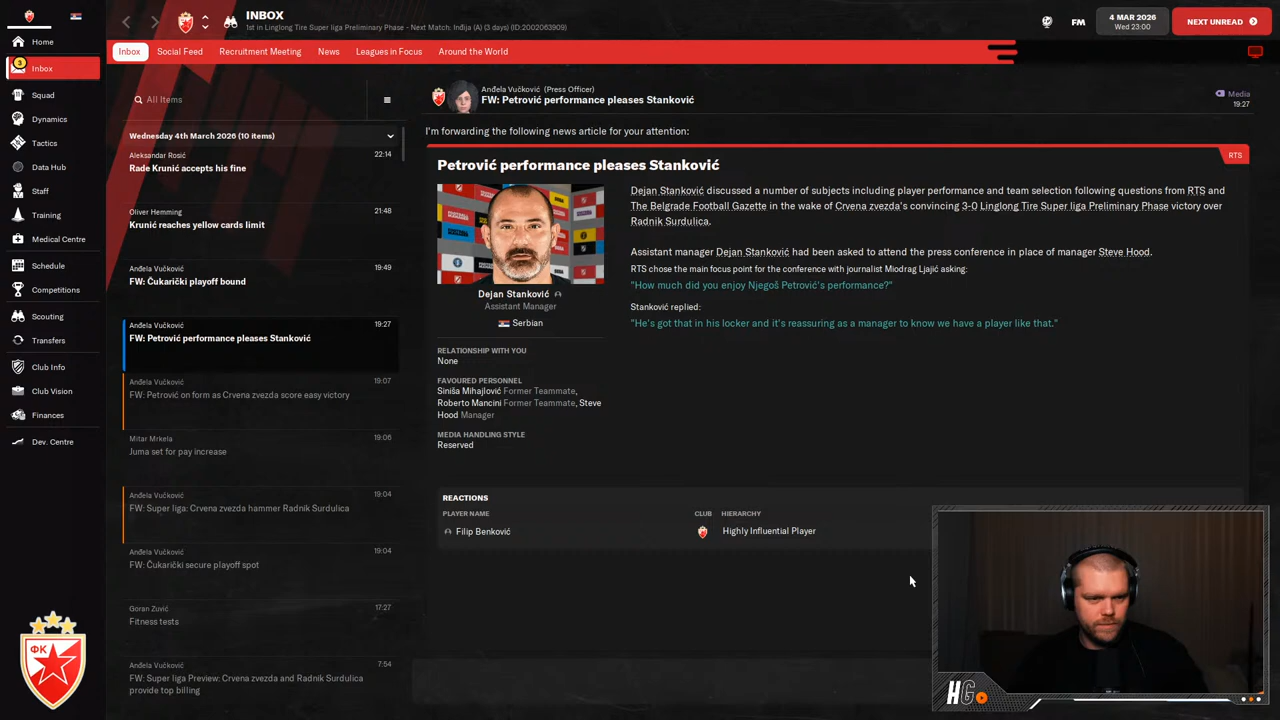 INBOX
1st in Linglong Tire Super liga Preliminary Phase - Next Match: Inđija (A) (3 days) (ID:2002063909)
FM
4 MAR 2026
Wed 23:00
NEXT UNREAD
Home
3
Inbox
Squad
Dynamics
Tactics
Data Hub
Staff
Training
Medical Centre
Schedule
Competitions
Scouting
Transfers
Club Info
Club Vision
Finances
Dev. Centre
ФК
Inbox
Social Feed
Recruitment Meeting
News
Leagues in Focus
Around the World
All Items
Wednesday 4th March 2026 (10 items)
Aleksandar Rosić 22:14
Rade Krunić accepts his fine
Oliver Hemming 21:48
Krunić reaches yellow cards limit
Anđela Vučković 19:49
FW: Čukarički playoff bound
Anđela Vučković 19:27
FW: Petrović performance pleases Stanković
Anđela Vučković 19:07
FW: Petrović on form as Crvena zvezda score easy victory
Mitar Mrkela 19:06
Juma set for pay increase
Anđela Vučković 19:04
FW: Super liga: Crvena zvezda hammer Radnik Surdulica
Anđela Vučković 19:04
FW: Čukarički secure playoff spot
Goran Zuvić 17:27
Fitness tests
Anđela Vučković 7:54
FW: Super liga Preview: Crvena zvezda and Radnik Surdulica
provide top billing
Anđela Vučković (Press Officer)
FW: Petrović performance pleases Stanković
Media
19:27
I'm forwarding the following news article for your attention:
Petrović performance pleases Stanković
RTS
Dejan Stanković
Assistant Manager
Serbian
RELATIONSHIP WITH YOU
None
FAVOURED PERSONNEL
Siniša Mihajlović Former Teammate,
Roberto Mancini Former Teammate, Steve
Hood Manager
MEDIA HANDLING STYLE
Reserved
Dejan Stanković discussed a number of subjects including player performance and team selection following questions from RTS and
The Belgrade Football Gazette in the wake of Crvena zvezda's convincing 3-0 Linglong Tire Super liga Preliminary Phase victory over
Radnik Surdulica.
Assistant manager Dejan Stanković had been asked to attend the press conference in place of manager Steve Hood.
RTS chose the main focus point for the conference with journalist Miodrag Ljajić asking:
"How much did you enjoy Njegoš Petrović's performance?"
Stanković replied:
"He's got that in his locker and it's reassuring as a manager to know we have a player like that."
REACTIONS
PLAYER NAME CLUB HIERARCHY
Filip Benković Highly Influential Player
HG